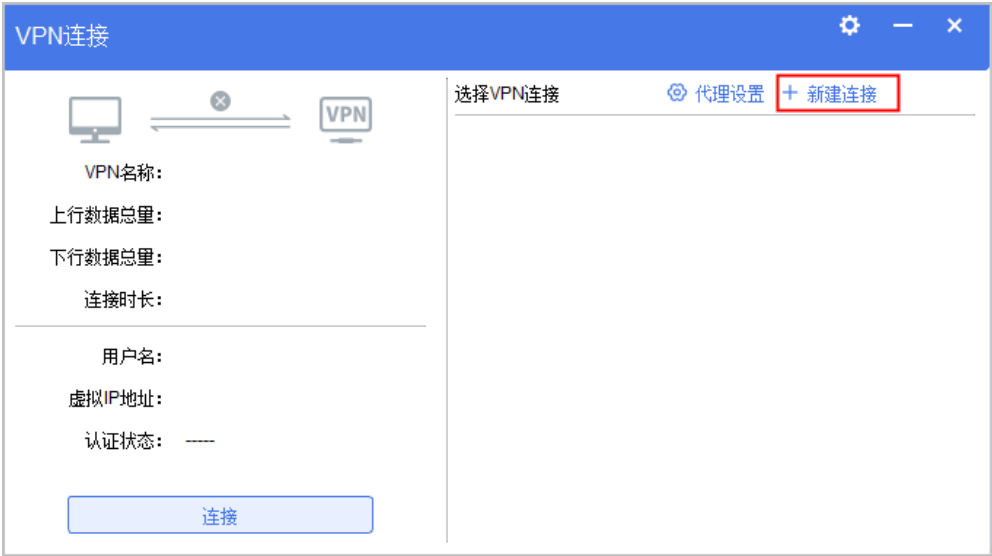 VPN连接
VPN
VPN名称：
上行数据总量：
下行数据总量：
连接时长：
用户名：
虚拟IP地址：
认证状态： -----
连接
选择VPN连接 代理设置 + 新建连接